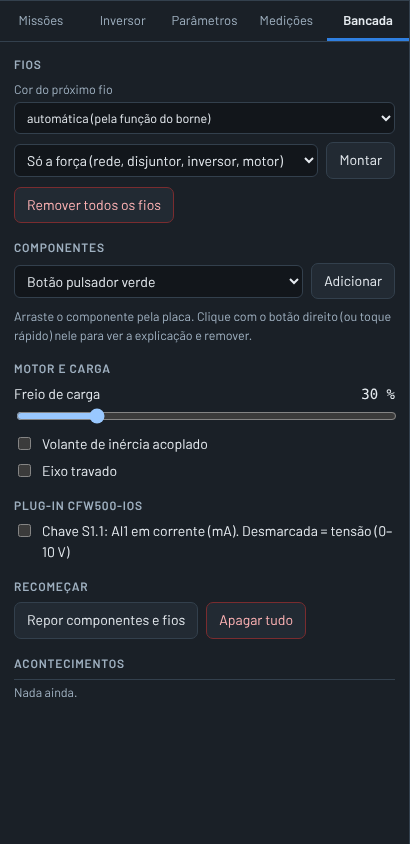 Missões
Inversor
Parâmetros
Medições
Bancada
FIOS
Cor do próximo fio
automática (pela função do borne)
Só a força (rede, disjuntor, inversor, motor)
Montar
Remover todos os fios
COMPONENTES
Botão pulsador verde
Adicionar
Arraste o componente pela placa. Clique com o botão direito (ou toque
rápido) nele para ver a explicação e remover.
MOTOR E CARGA
Freio de carga
30 %
Volante de inércia acoplado
Eixo travado
PLUG-IN CFW500-IOS
Chave S1.1: AI1 em corrente (mA). Desmarcada = tensão (0–
10 V)
RECOMEÇAR
Repor componentes e fios
Apagar tudo
ACONTECIMENTOS
Nada ainda.